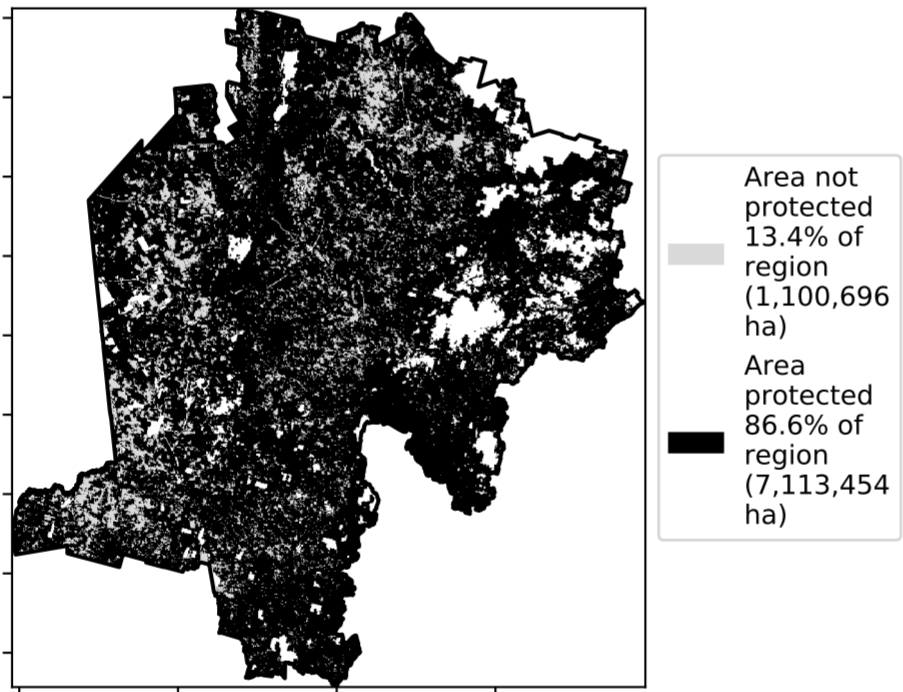 Area not
protected
13.4% of
region
(1,100,696
ha)
Area
protected
86.6% of
region
(7,113,454
ha)